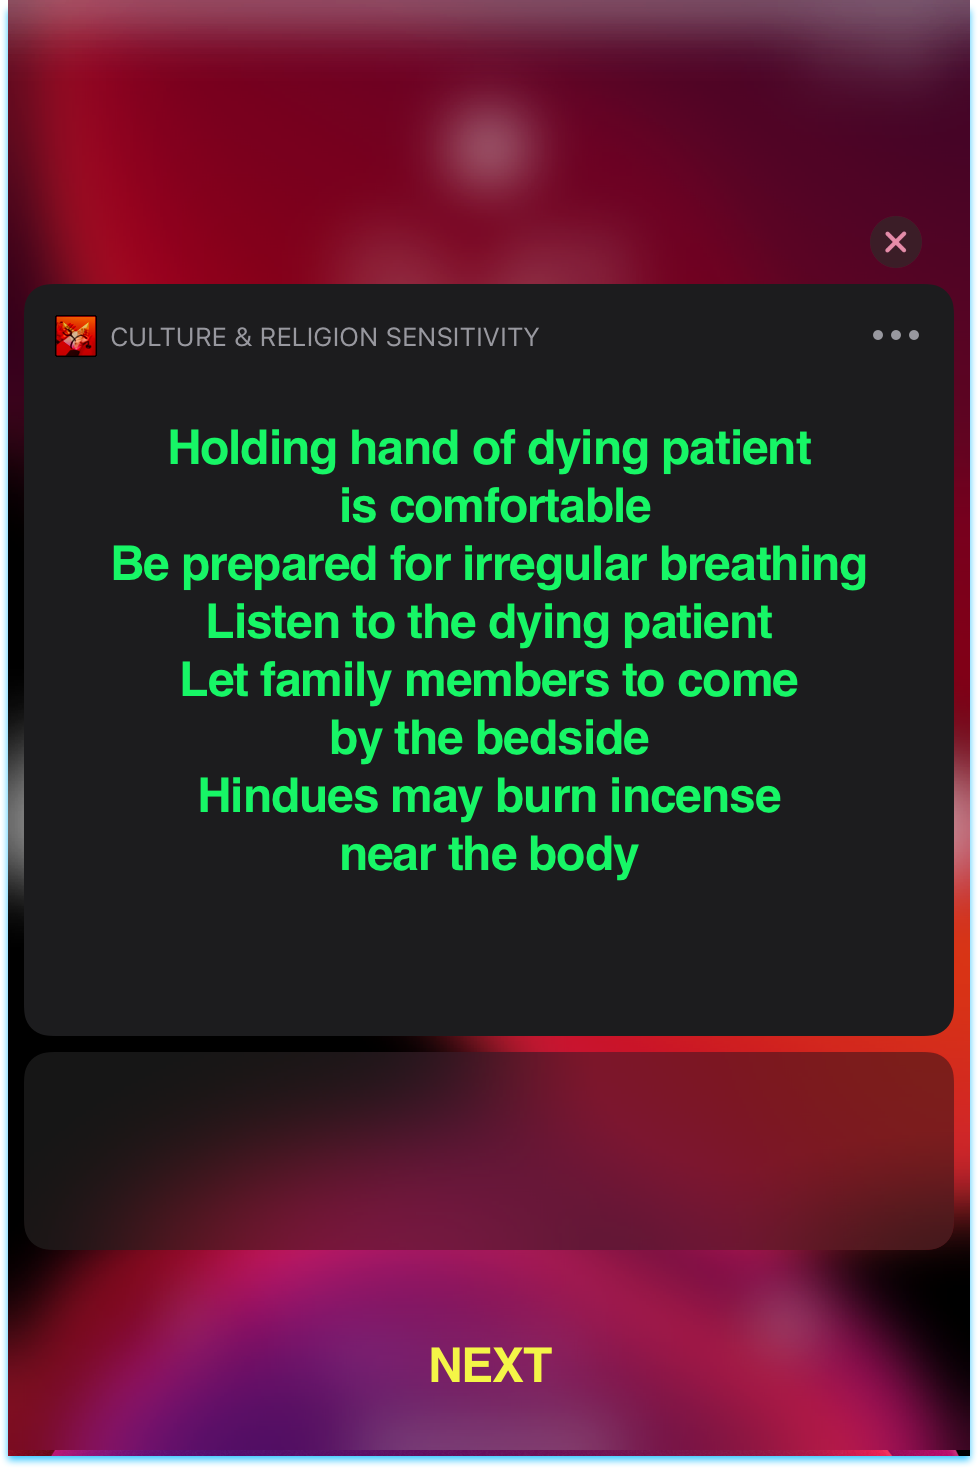 CULTURE & RELIGION SENSITIVITY
Holding hand of dying patient
is comfortable
Be prepared for irregular breathing
Listen to the dying patient
Let family members to come
by the bedside
Hindues may burn incense
near the body
NEXT